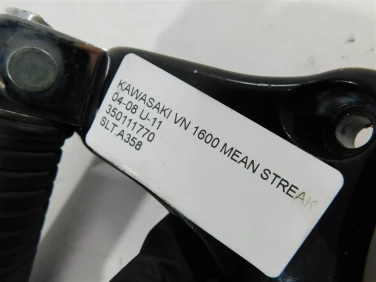 KAWASAKI VN 1600 MEAN STREAK
04-08 U-11
350111770
SLT.A358